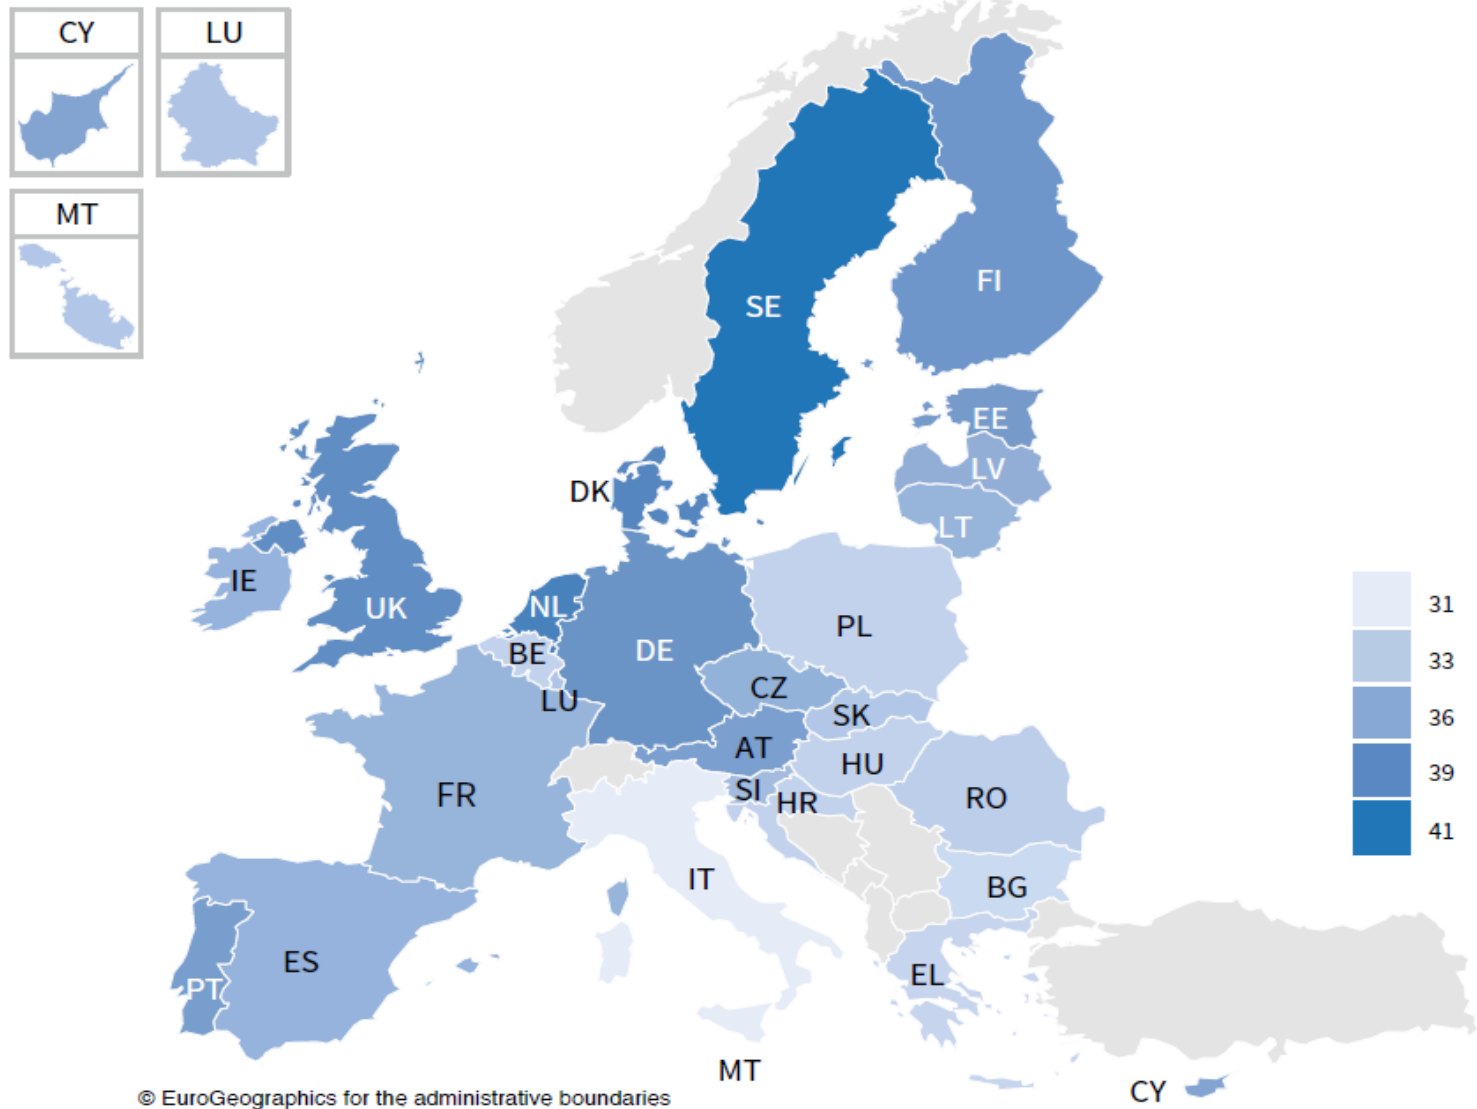 CY
LU
MT
SE
FI
EE
LV
LT
DK
IE
UK
NL
BE
LU
DE
PL
CZ
SK
AT
HU
SI
HR
RO
FR
IT
BG
ES
PT
EL
MT
CY
31
33
36
39
41
© EuroGeographics for the administrative boundaries